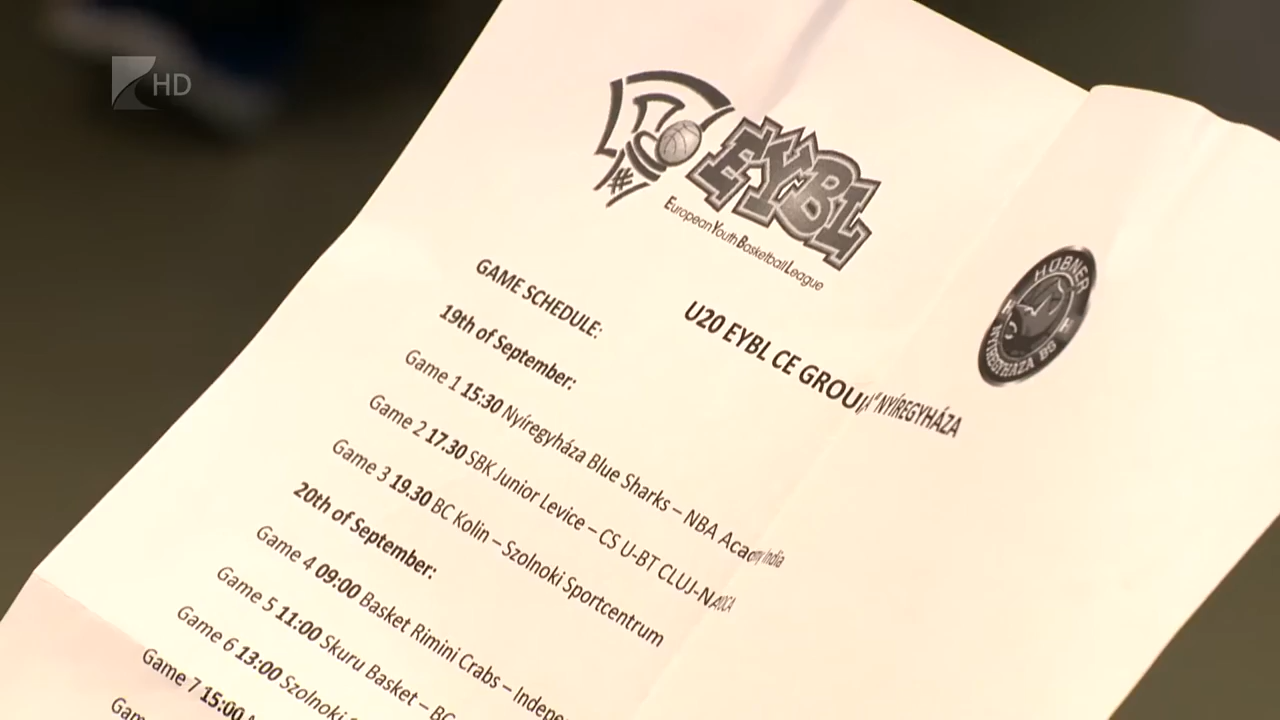 HD
EYBL
European Youth Basketball League
HÜBNER
NYÍREGYHÁZA BS
U20 EYBL CE GROUP NYÍREGYHÁZA
GAME SCHEDULE:
19th of September:
Game 1 15:30 Nyíregyháza Blue Sharks – NBA Academy India
Game 2 17.30 SBK Junior Levice – CS U-BT CLUJ-NAPOCA
Game 3 19.30 BC Kolin – Szolnoki Sportcentrum
20th of September:
Game 4 09:00 Basket Rimini Crabs – Indepe
Game 5 11:00 Skuru Basket – BC
Game 6 13:00 Szolnoki
Game 7 15:00
Gam